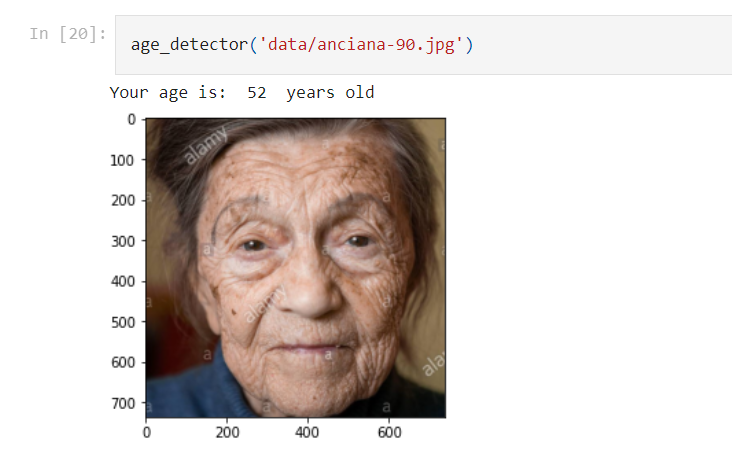 In [20]:
age_detector('data/anciana-90.jpg')
Your age is:  52  years old
0
100
200
300
400
500
600
700
0 200 400 600
alamy
a
a
a
a
a
a
a
alamy
a
a
a
a
a